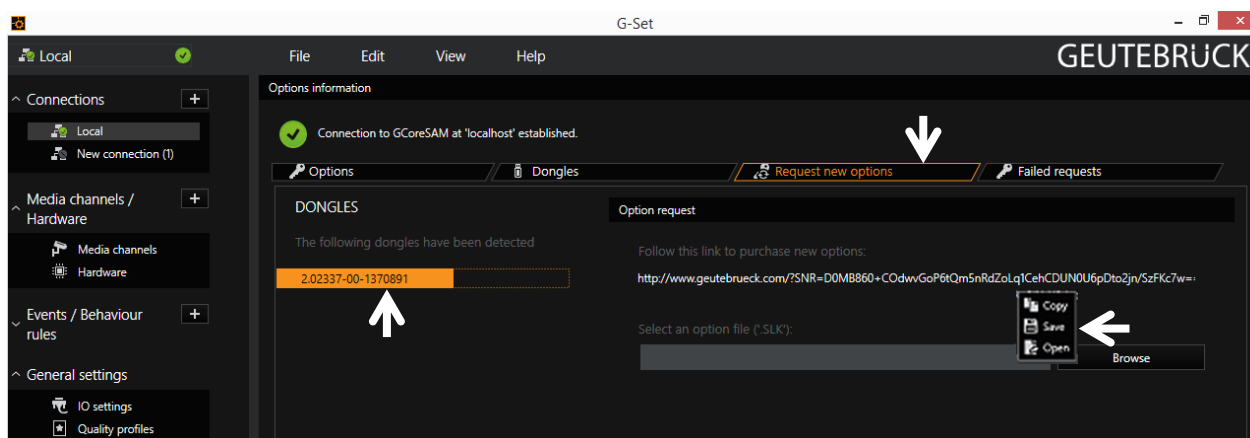 G-Set
Local
File Edit View Help
GEUTEBRÜCK
Connections +
Local
New connection (1)
Media channels / Hardware +
Media channels
Hardware
Events / Behaviour rules +
General settings
IO settings
Quality profiles
Options information
Connection to GCoreSAM at 'localhost' established.
Options Dongles Request new options Failed requests
DONGLES
The following dongles have been detected
2.02337-00-1370891
Option request
Follow this link to purchase new options:
http://www.geutebrueck.com/?SNR=D0MB860+COdwvGoP6tQm5nRdZoLq1CehCDUN0U6pDto2jn/SzFKc7w=
Copy
Save
Open
Select an option file ('.SLK'):
Browse